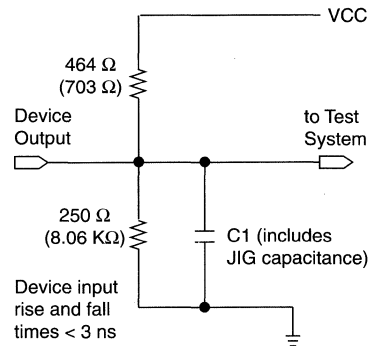 VCC
464 Ω
(703 Ω)
Device
Output
to Test
System
250 Ω
(8.06 KΩ)
C1 (includes
JIG capacitance)
Device input
rise and fall
times < 3 ns